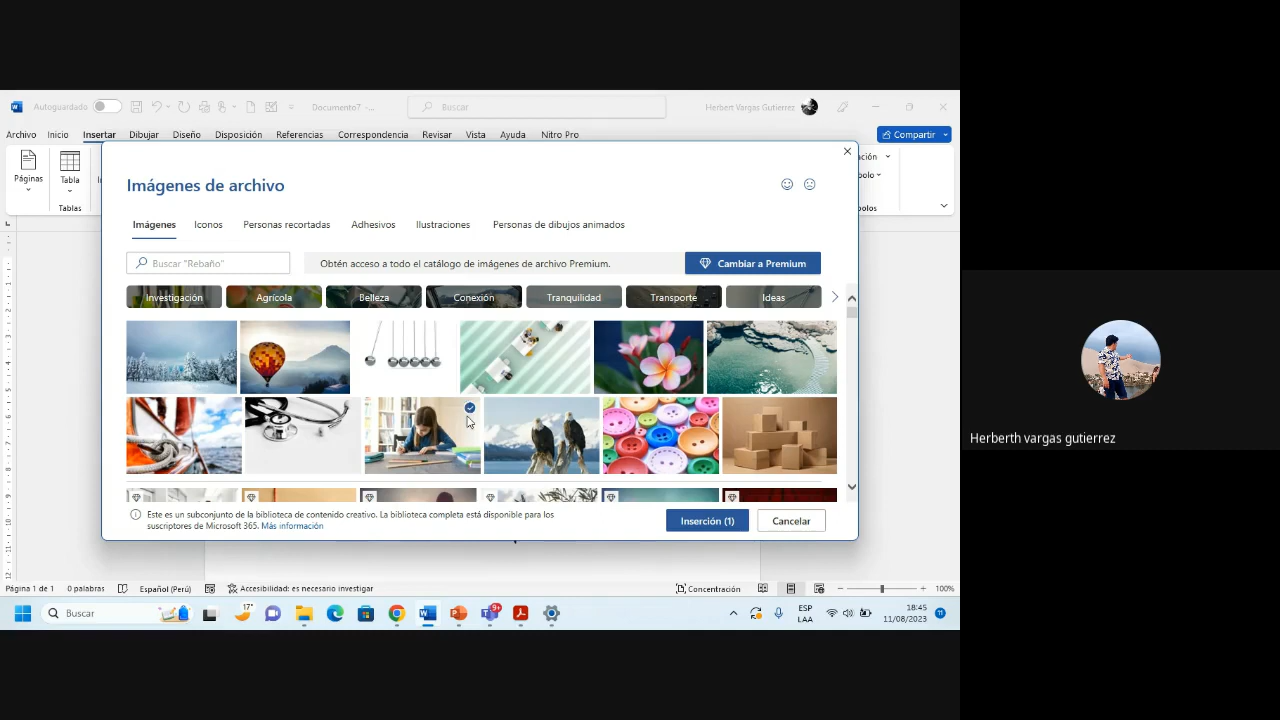 Autoguardado
Documento7 -...
Buscar
Herbert Vargas Gutierrez
Archivo Inicio Insertar Dibujar Diseño Disposición Referencias Correspondencia Revisar Vista Ayuda Nitro Pro
Compartir
Páginas
Tabla
Tablas
Imágenes de archivo
Imágenes Iconos Personas recortadas Adhesivos Ilustraciones Personas de dibujos animados
Buscar "Rebaño"
Obtén acceso a todo el catálogo de imágenes de archivo Premium.
Cambiar a Premium
Investigación Agrícola Belleza Conexión Tranquilidad Transporte Ideas
Este es un subconjunto de la biblioteca de contenido creativo. La biblioteca completa está disponible para los
suscriptores de Microsoft 365. Más información
Inserción (1)
Cancelar
Página 1 de 1 0 palabras Español (Perú) Accesibilidad: es necesario investigar
Concentración
100%
Buscar
17°
9+
ESP
LAA
18:45
11/08/2023
Herberth vargas gutierrez